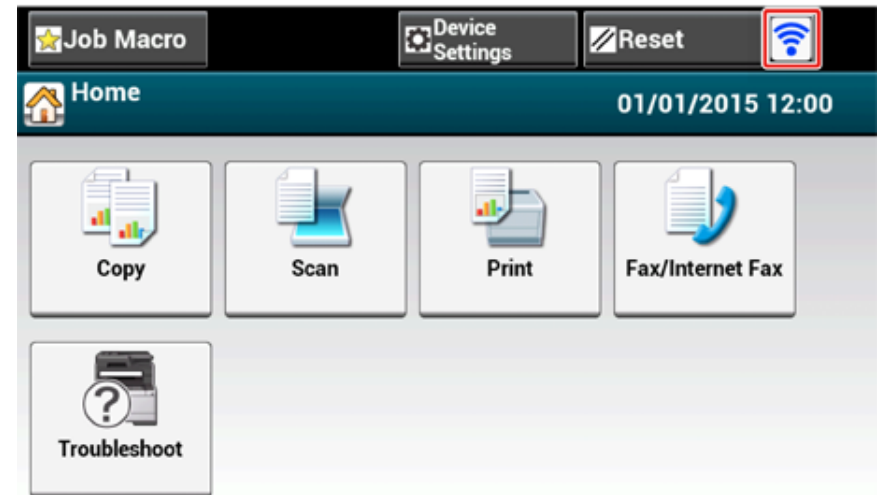 Job Macro
Device
Settings
Reset
Home
01/01/2015 12:00
Copy
Scan
Print
Fax/Internet Fax
Troubleshoot